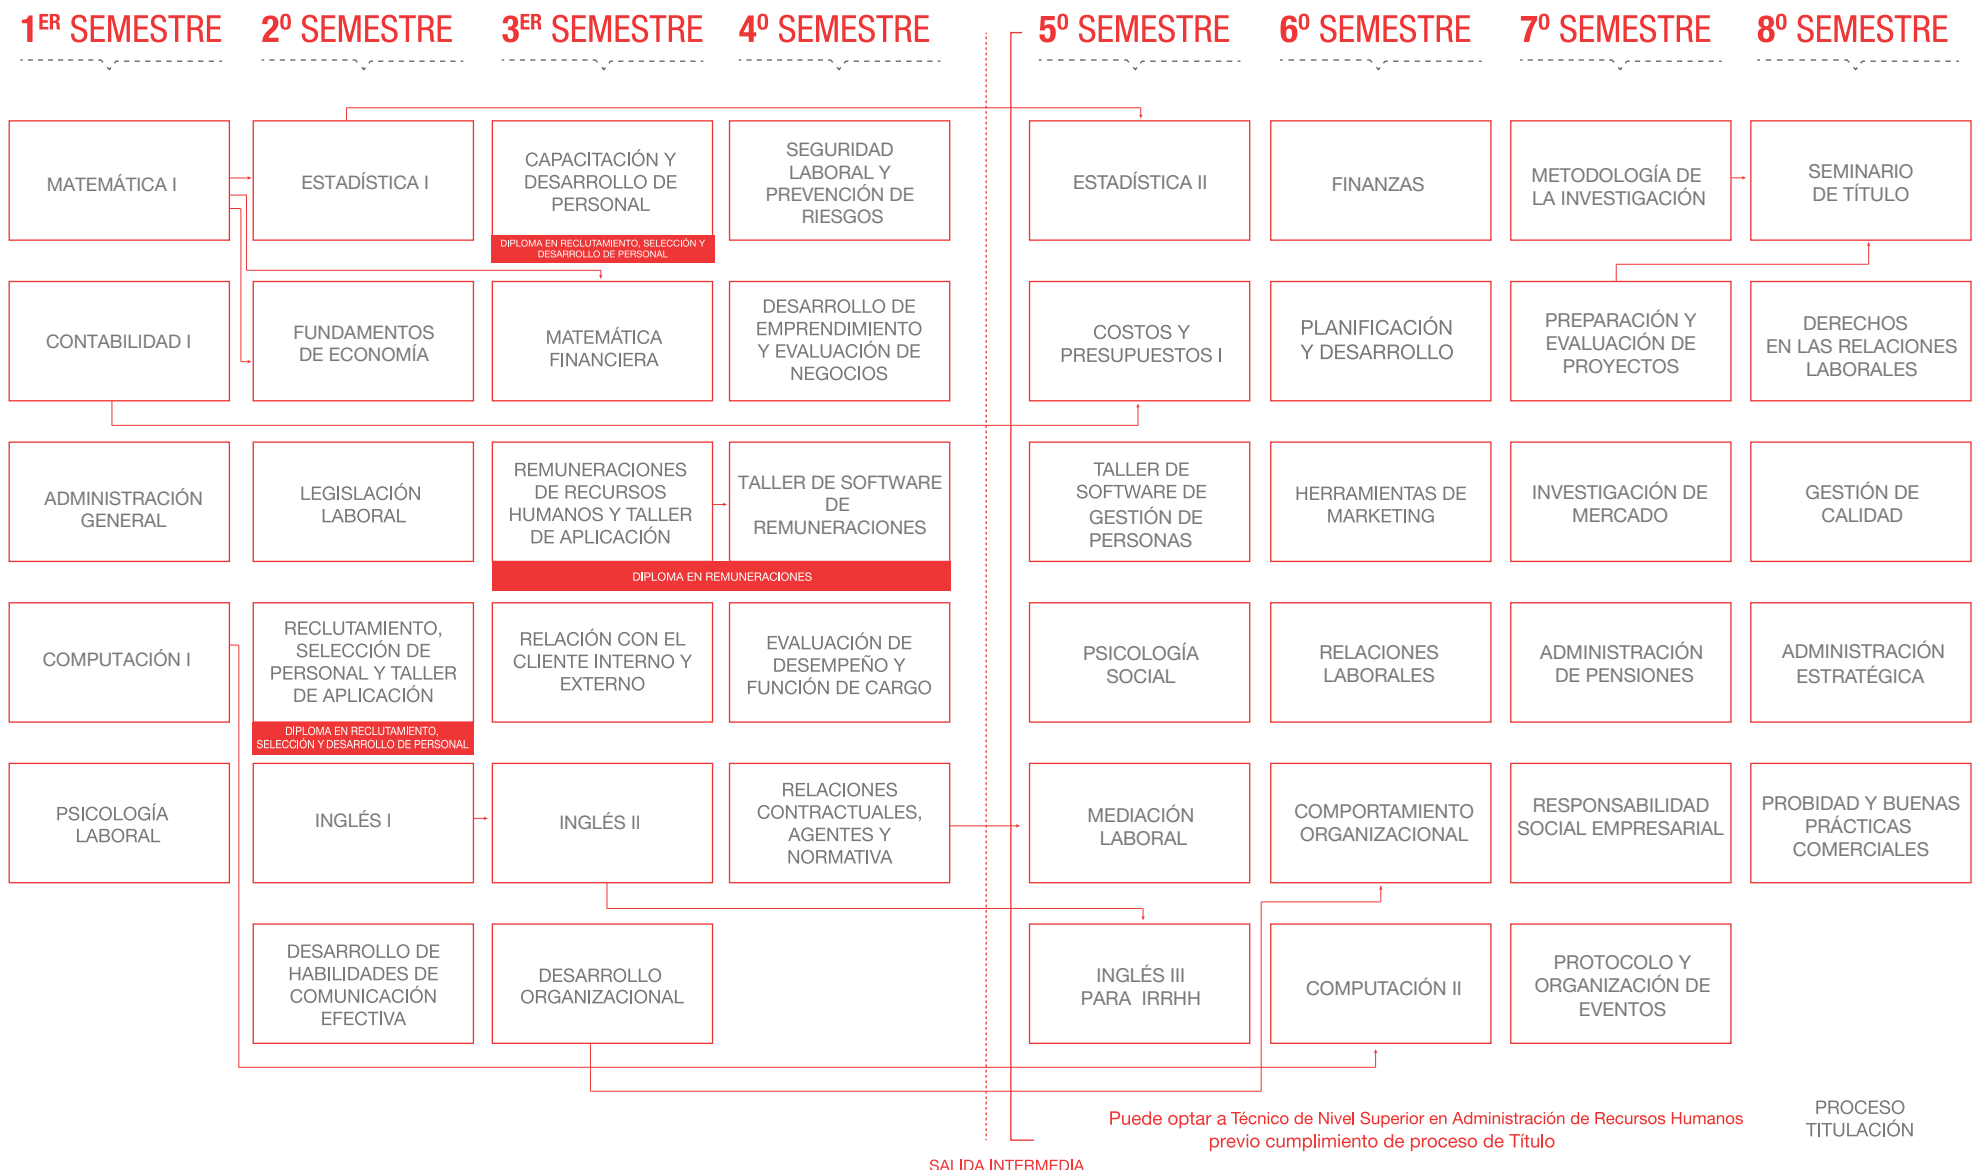 1ER SEMESTRE
2º SEMESTRE
3ER SEMESTRE
4º SEMESTRE
5º SEMESTRE
6º SEMESTRE
7º SEMESTRE
8º SEMESTRE
MATEMÁTICA I
ESTADÍSTICA I
CAPACITACIÓN Y
DESARROLLO DE
PERSONAL
DIPLOMA EN RECLUTAMIENTO, SELECCIÓN Y
DESARROLLO DE PERSONAL
SEGURIDAD
LABORAL Y
PREVENCIÓN DE
RIESGOS
ESTADÍSTICA II
FINANZAS
METODOLOGÍA DE
LA INVESTIGACIÓN
SEMINARIO
DE TÍTULO
CONTABILIDAD I
FUNDAMENTOS
DE ECONOMÍA
MATEMÁTICA
FINANCIERA
DESARROLLO DE
EMPRENDIMIENTO
Y EVALUACIÓN DE
NEGOCIOS
COSTOS Y
PRESUPUESTOS I
PLANIFICACIÓN
Y DESARROLLO
PREPARACIÓN Y
EVALUACIÓN DE
PROYECTOS
DERECHOS
EN LAS RELACIONES
LABORALES
ADMINISTRACIÓN
GENERAL
LEGISLACIÓN
LABORAL
REMUNERACIONES
DE RECURSOS
HUMANOS Y TALLER
DE APLICACIÓN
TALLER DE SOFTWARE
DE
REMUNERACIONES
DIPLOMA EN REMUNERACIONES
TALLER DE
SOFTWARE DE
GESTIÓN DE
PERSONAS
HERRAMIENTAS DE
MARKETING
INVESTIGACIÓN DE
MERCADO
GESTIÓN DE
CALIDAD
COMPUTACIÓN I
RECLUTAMIENTO,
SELECCIÓN DE
PERSONAL Y TALLER
DE APLICACIÓN
DIPLOMA EN RECLUTAMIENTO,
SELECCIÓN Y DESARROLLO DE PERSONAL
RELACIÓN CON EL
CLIENTE INTERNO Y
EXTERNO
EVALUACIÓN DE
DESEMPEÑO Y
FUNCIÓN DE CARGO
PSICOLOGÍA
SOCIAL
RELACIONES
LABORALES
ADMINISTRACIÓN
DE PENSIONES
ADMINISTRACIÓN
ESTRATÉGICA
PSICOLOGÍA
LABORAL
INGLÉS I
INGLÉS II
RELACIONES
CONTRACTUALES,
AGENTES Y
NORMATIVA
MEDIACIÓN
LABORAL
COMPORTAMIENTO
ORGANIZACIONAL
RESPONSABILIDAD
SOCIAL EMPRESARIAL
PROBIDAD Y BUENAS
PRÁCTICAS
COMERCIALES
DESARROLLO DE
HABILIDADES DE
COMUNICACIÓN
EFECTIVA
DESARROLLO
ORGANIZACIONAL
INGLÉS III
PARA IRRHH
COMPUTACIÓN II
PROTOCOLO Y
ORGANIZACIÓN DE
EVENTOS
Puede optar a Técnico de Nivel Superior en Administración de Recursos Humanos
previo cumplimiento de proceso de Título
PROCESO
TITULACIÓN
SALIDA INTERMEDIA